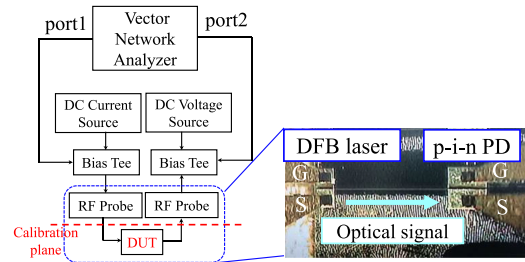 port1
port2
Vector
Network
Analyzer
DC Current
Source
DC Voltage
Source
Bias Tee
Bias Tee
RF Probe
RF Probe
Calibration
plane
DUT
DFB laser
p-i-n PD
G
G
S
S
Optical signal